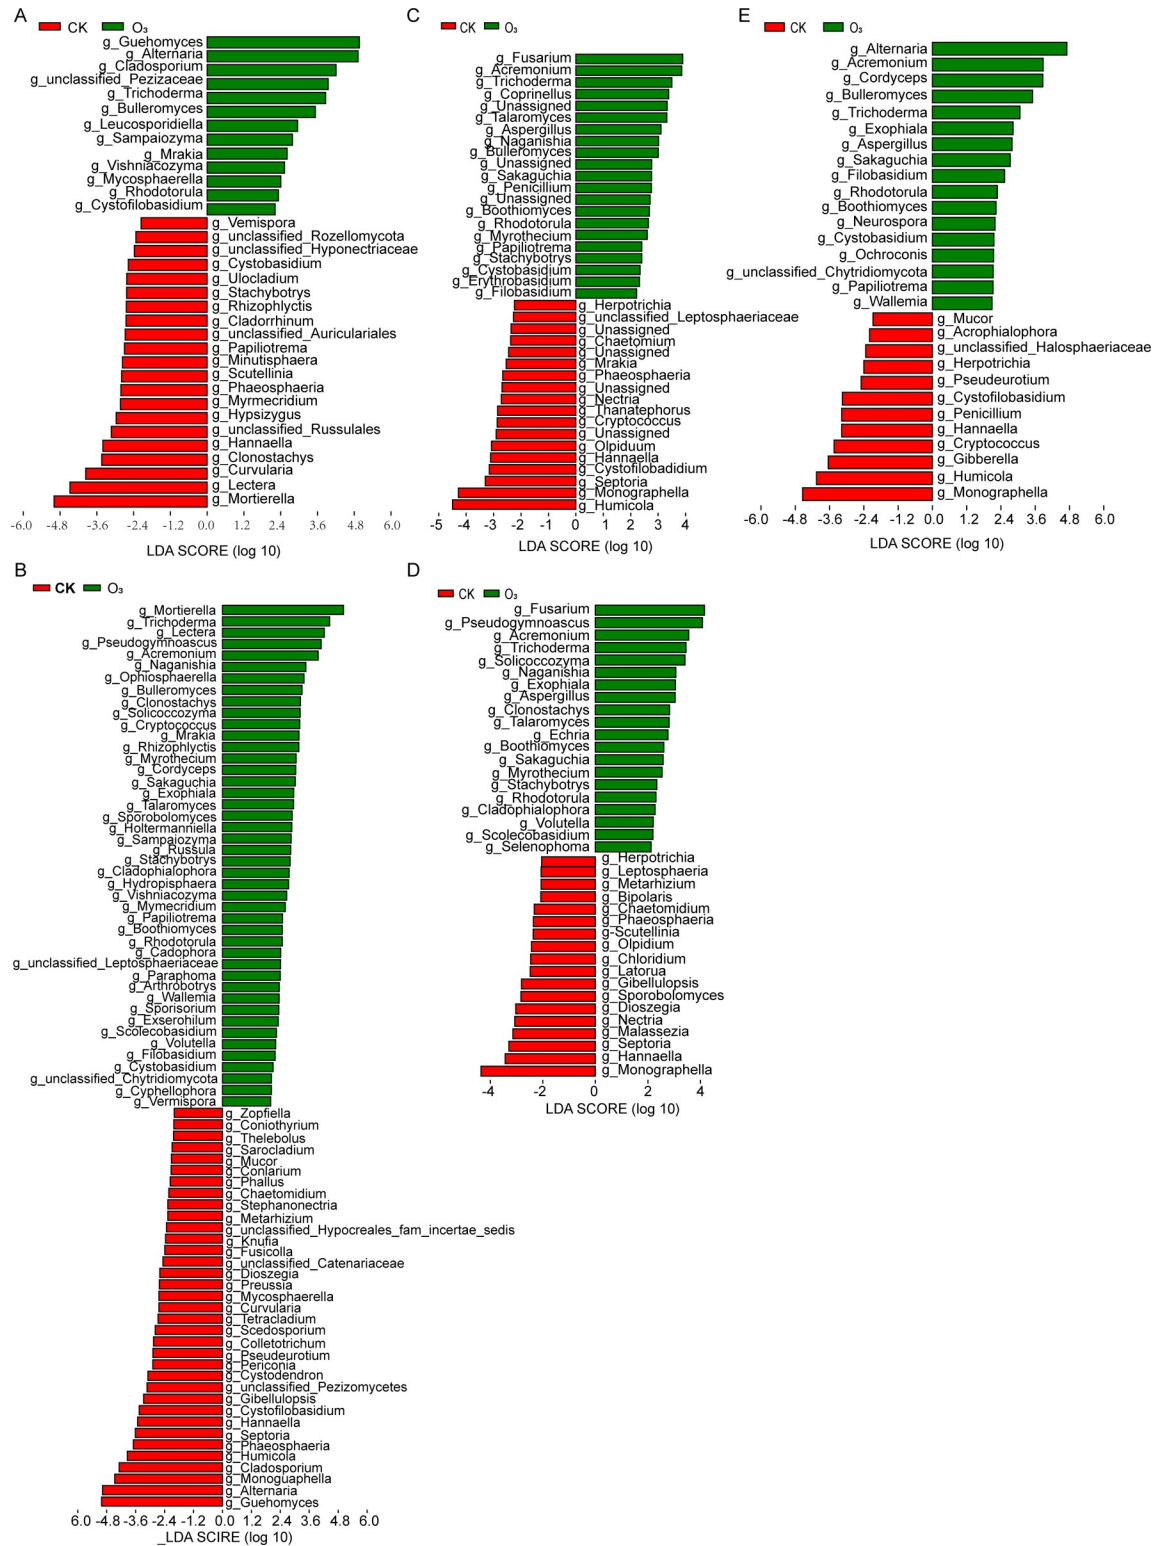 A
CK O₃
g_Guehomyces
g_Alternaria
g_Cladosporium
g_unclassified_Pezizaceae
g_Trichoderma
g_Bulleromyces
g_Leucosporidiella
g_Sampaiozyma
g_Mrakia
g_Vishniacozyma
g_Mycosphaerella
g_Rhodotorula
g_Cystofilobasidium
g_Vemispora
g_unclassified_Rozellomycota
g_unclassified_Hyponectriaceae
g_Cystobasidium
g_Ulocladium
g_Stachybotrys
g_Rhizophlyctis
g_Cladorrhinum
g_unclassified_Auriculariales
g_Papiliotrema
g_Minutisphaera
g_Scutellinia
g_Phaeosphaeria
g_Myrmecridium
g_Hypsizygus
g_unclassified_Russulales
g_Hannaella
g_Clonostachys
g_Curvularia
g_Lectera
g_Mortierella
-6.0 -4.8 -3.6 -2.4 -1.2 0.0 1.2 2.4 3.6 4.8 6.0
LDA SCORE (log 10)
B
CK O₃
g_Mortierella
g_Trichoderma
g_Lectera
g_Pseudogymnoascus
g_Acremonium
g_Naganishia
g_Ophiosphaerella
g_Bulleromyces
g_Clonostachys
g_Solicoccozyma
g_Cryptococcus
g_Mrakia
g_Rhizophlyctis
g_Myrothecium
g_Cordyceps
g_Sakaguchia
g_Exophiala
g_Talaromyces
g_Sporobolomyces
g_Holtermanniella
g_Sampaiozyma
g_Russula
g_Stachybotrys
g_Cladophialophora
g_Hydropisphaera
g_Vishniacozyma
g_Mymecridium
g_Papiliotrema
g_Boothiomyces
g_Rhodotorula
g_Cadophora
g_unclassified_Leptosphaeriaceae
g_Paraphoma
g_Arthrobotrys
g_Wallemia
g_Sporisorium
g_Exserohilum
g_Scolecobasidium
g_Volutella
g_Filobasidium
g_Cystobasidium
g_unclassified_Chytridiomycota
g_Cyphellophora
g_Vermispora
g_Zopfiella
g_Coniothyrium
g_Thelebolus
g_Sarocladium
g_Mucor
g_Conlarium
g_Phallus
g_Chaetomidium
g_Stephanonectria
g_Metarhizium
g_unclassified_Hypocreales_fam_incertae_sedis
g_Knufia
g_Fusicolla
g_unclassified_Catenariaceae
g_Dioszegia
g_Preussia
g_Mycosphaerella
g_Curvularia
g_Tetracladium
g_Scedosporium
g_Colletotrichum
g_Pseudeurotium
g_Periconia
g_Cystodendron
g_unclassified_Pezizomycetes
g_Gibellulopsis
g_Cystofilobasidium
g_Hannaella
g_Septoria
g_Phaeosphaeria
g_Humicola
g_Cladosporium
g_Monoguaphella
g_Alternaria
g_Guehomyces
6.0 -4.8 -3.6 -2.4 -1.2 0.0 1.2 2.4 3.6 4.8 6.0
_LDA SCIRE (log 10)
C
CK O₃
g_Fusarium
g_Acremonium
g_Trichoderma
g_Coprinellus
g_Unassigned
g_Talaromyces
g_Aspergillus
g_Naganishia
g_Bulleromyces
g_Unassigned
g_Sakaguchia
g_Penicillium
g_Unassigned
g_Boothiomyces
g_Rhodotorula
g_Myrothecium
g_Papiliotrema
g_Stachybotrys
g_Cystobasidium
g_Erythrobasidium
g_Filobasidium
g_Herpotrichia
g_unclassified_Leptosphaeriaceae
g_Unassigned
g_Chaetomium
g_Unassigned
g_Mrakia
g_Phaeosphaeria
g_Unassigned
g_Nectria
g_Thanatephorus
g_Cryptococcus
g_Unassigned
g_Olpiduum
g_Hannaella
g_Cystofilobadidium
g_Septoria
g_Monographella
g_Humicola
-5 -4 -3 -2 -1 0 1 2 3 4
LDA SCORE (log 10)
D
CK O₃
g_Fusarium
g_Pseudogymnoascus
g_Acremonium
g_Trichoderma
g_Solicoccozyma
g_Naganishia
g_Exophiala
g_Aspergillus
g_Clonostachys
g_Talaromyces
g_Echria
g_Boothiomyces
g_Sakaguchia
g_Myrothecium
g_Stachybotrys
g_Rhodotorula
g_Cladophialophora
g_Volutella
g_Scolecobasidium
g_Selenophoma
g_Herpotrichia
g_Leptosphaeria
g_Metarhizium
g_Bipolaris
g_Chaetomidium
g_Phaeosphaeria
g-Scutellinia
g_Olpidium
g_Chloridium
g_Latorua
g_Gibellulopsis
g_Sporobolomyces
g_Dioszegia
g_Nectria
g_Malassezia
g_Septoria
g_Hannaella
g_Monographella
-4 -2 0 2 4
LDA SCORE (log 10)
E
CK O₃
g_Alternaria
g_Acremonium
g_Cordyceps
g_Bulleromyces
g_Trichoderma
g_Exophiala
g_Aspergillus
g_Sakaguchia
g_Filobasidium
g_Rhodotorula
g_Boothiomyces
g_Neurospora
g_Cystobasidium
g_Ochroconis
g_unclassified_Chytridiomycota
g_Papiliotrema
g_Wallemia
g_Mucor
g_Acrophialophora
g_unclassified_Halosphaeriaceae
g_Herpotrichia
g_Pseudeurotium
g_Cystofilobasidium
g_Penicillium
g_Hannaella
g_Cryptococcus
g_Gibberella
g_Humicola
g_Monographella
-6.0 -4.8 -3.6 -2.4 -1.2 0.0 1.2 2.4 3.6 4.8 6.0
LDA SCORE (log 10)